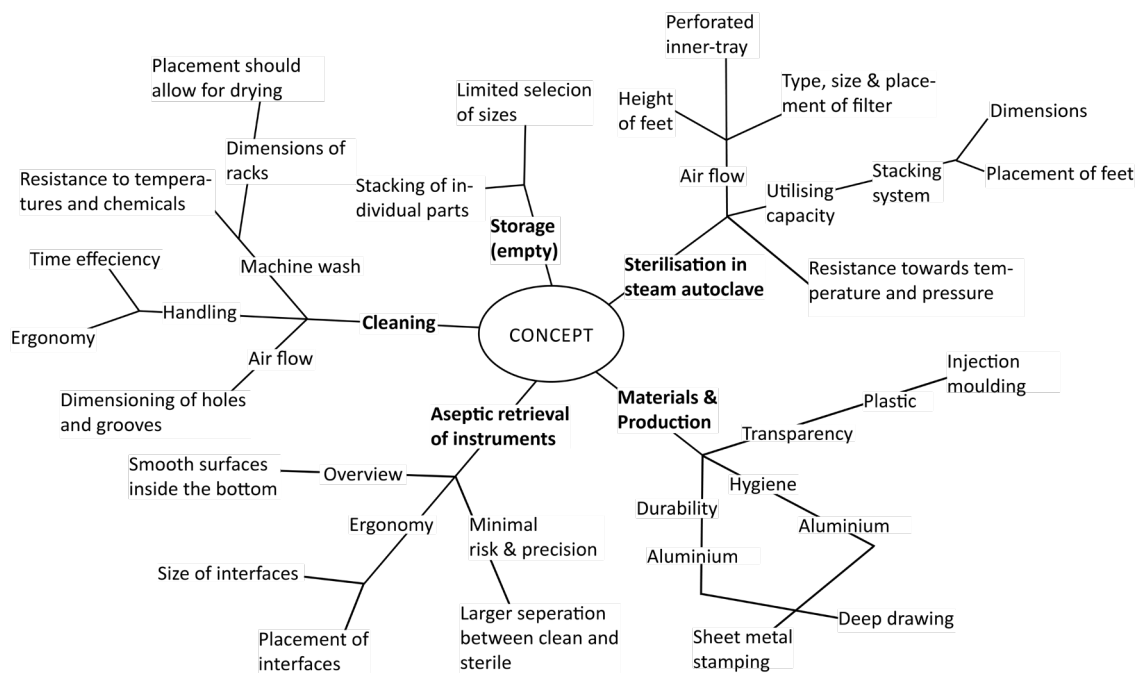 Perforated
inner-tray
Placement should
allow for drying
Limited selecion
of sizes
Height
of feet
Type, size & place-
ment of filter
Dimensions
Dimensions of
racks
Resistance to tempera-
tures and chemicals
Stacking of in-
dividual parts
Air flow
Utilising
capacity
Stacking
system
Placement of feet
Storage
(empty)
Time effeciency
Machine wash
Sterilisation in
steam autoclave
Resistance towards tem-
perature and pressure
Handling
Cleaning
CONCEPT
Ergonomy
Air flow
Dimensioning of holes
and grooves
Aseptic retrieval
of instruments
Materials &
Production
Injection
moulding
Plastic
Transparency
Smooth surfaces
inside the bottom
Overview
Hygiene
Durability
Ergonomy
Minimal
risk & precision
Aluminium
Aluminium
Size of interfaces
Larger seperation
between clean and
sterile
Deep drawing
Placement of
interfaces
Sheet metal
stamping